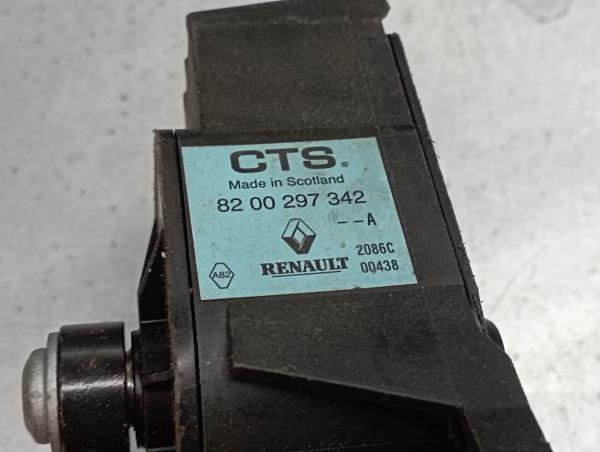 CTS®
Made in Scotland
82 00 297 342
--A
2086C
RENAULT 00438
A82